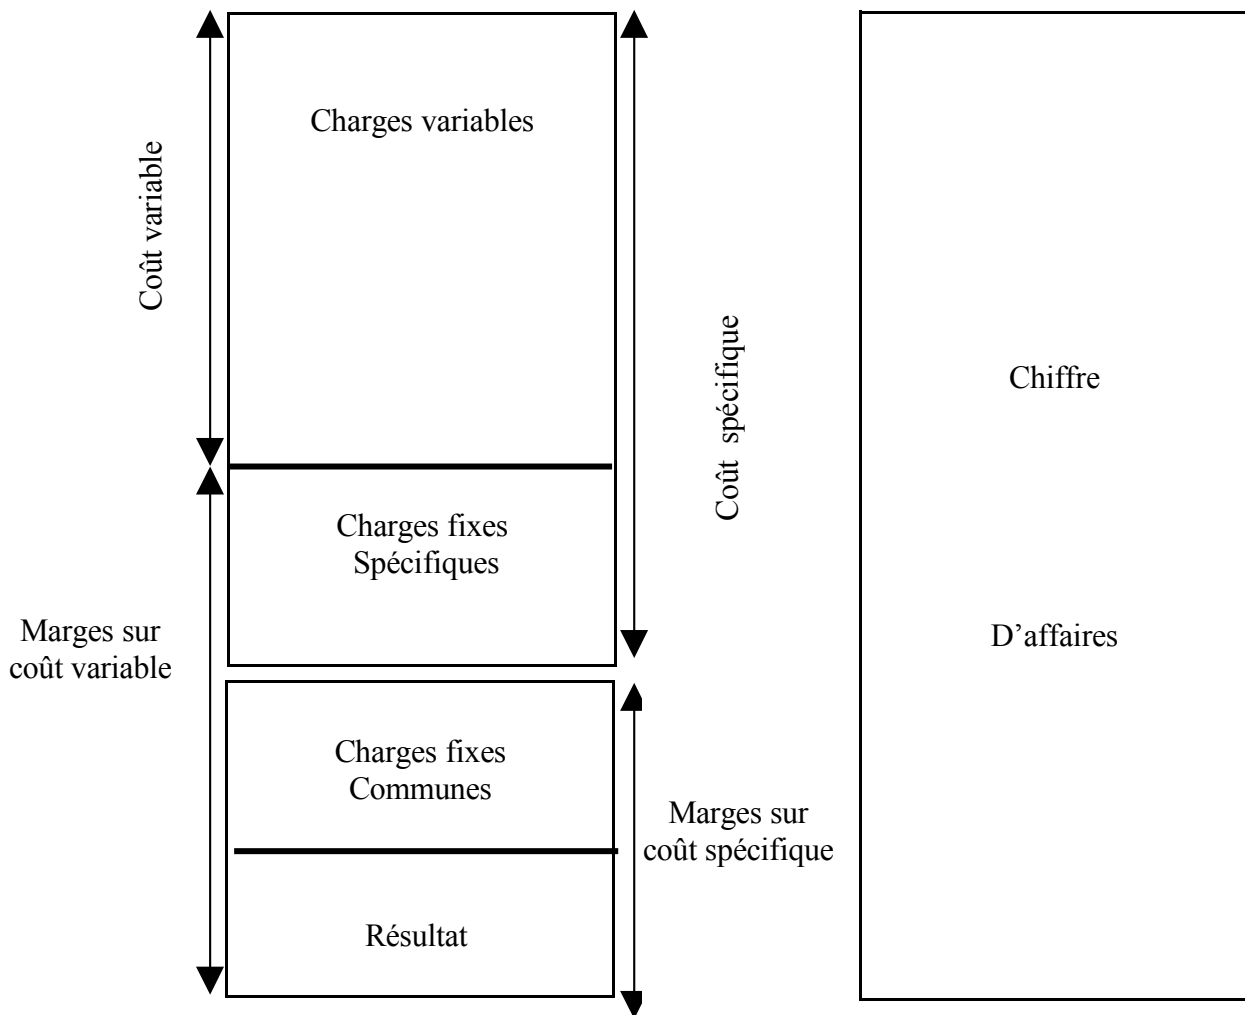 Charges variables
Coût variable
Coût spécifique
Chiffre
Charges fixes
Spécifiques
Marges sur
coût variable
D’affaires
Charges fixes
Communes
Marges sur
coût spécifique
Résultat